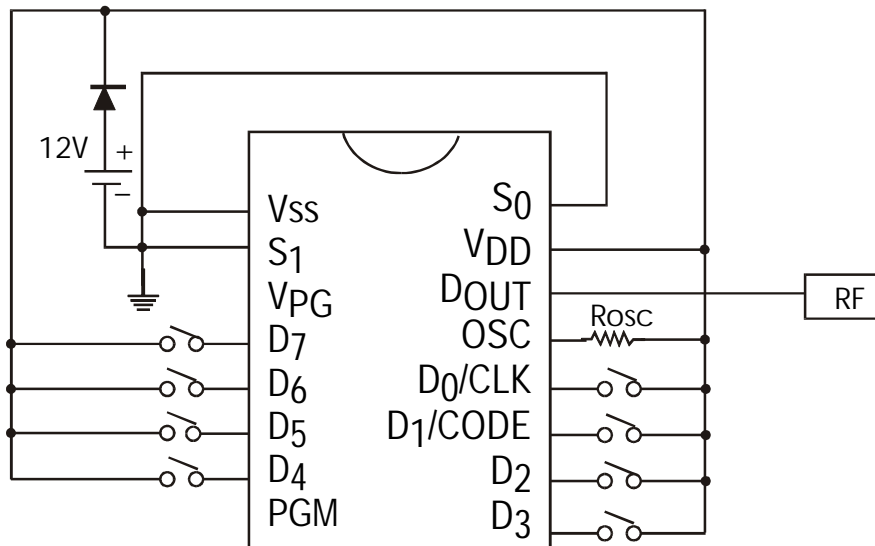 12V
+
−
VSS
S1
VPG
D7
D6
D5
D4
PGM
S0
VDD
DOUT
OSC
D0/CLK
D1/CODE
D2
D3
ROSC
RF